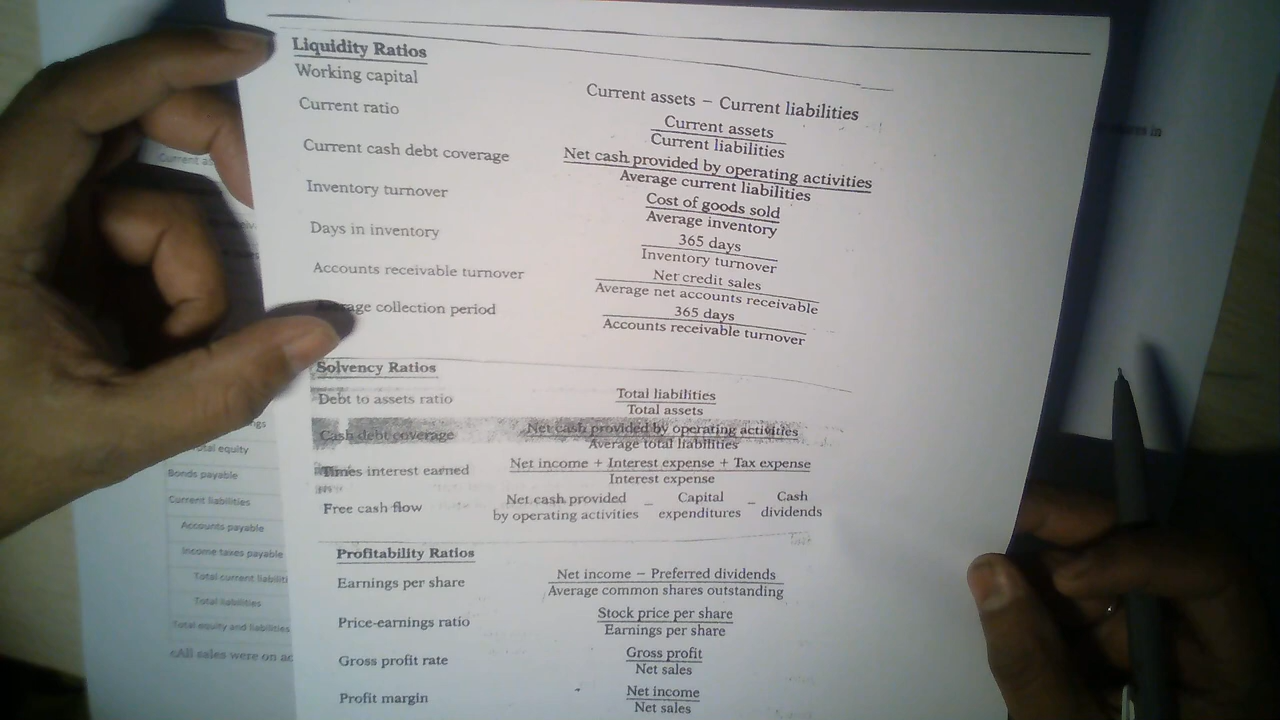 Liquidity Ratios
Working capital
Current assets − Current liabilities
Current ratio
Current assets
Current liabilities
Current cash debt coverage
Net cash provided by operating activities
Average current liabilities
Inventory turnover
Cost of goods sold
Average inventory
Days in inventory
365 days
Inventory turnover
Accounts receivable turnover
Net credit sales
Average net accounts receivable
collection period
365 days
Accounts receivable turnover
Solvency Ratios
Debt to assets ratio
Total liabilities
Total assets
Cash debt coverage
Net cash provided by operating activities
Average total liabilities
Times interest earned
Net income + Interest expense + Tax expense
Interest expense
Free cash flow
Net cash provided − Capital − Cash
by operating activities expenditures dividends
Profitability Ratios
Earnings per share
Net income − Preferred dividends
Average common shares outstanding
Price-earnings ratio
Stock price per share
Earnings per share
Gross profit rate
Gross profit
Net sales
Profit margin
Net income
Net sales
Current
equity
Bonds payable
Current liabilities
Accounts payable
Income taxes payable
Total current
Total liabilities
Total equity and liabilities
All sales were on
in